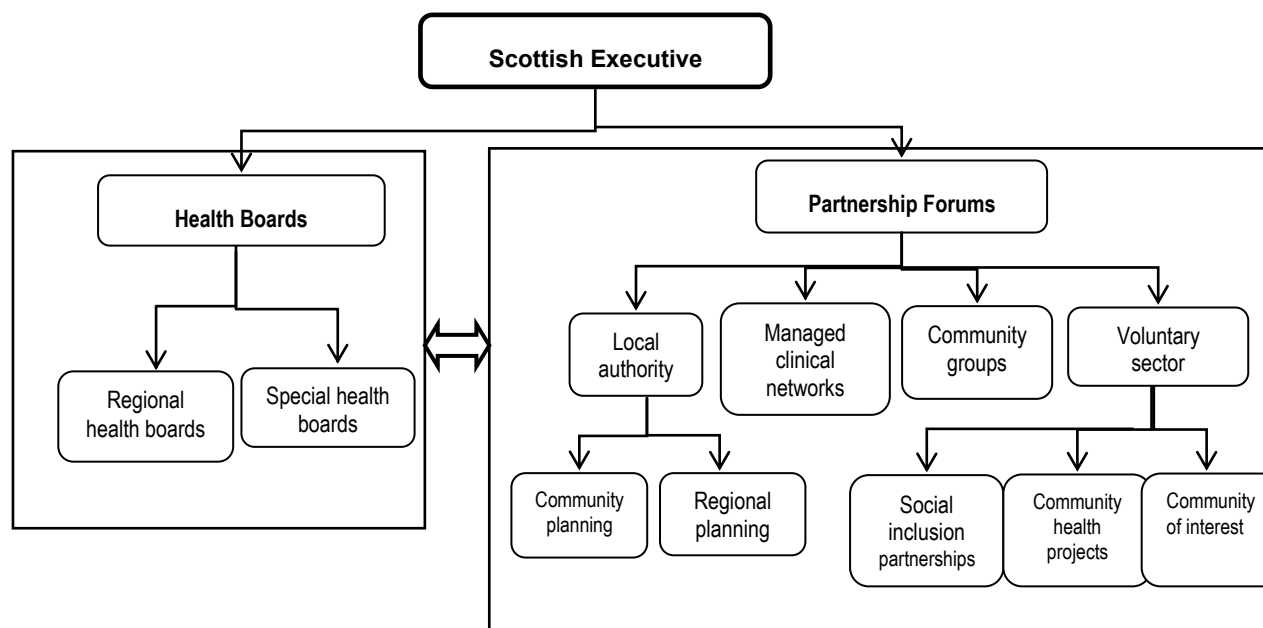 Scottish Executive
Health Boards
Partnership Forums
Regional
health boards
Special health
boards
Local
authority
Managed
clinical
networks
Community
groups
Voluntary
sector
Community
planning
Regional
planning
Social
inclusion
partnerships
Community
health
projects
Community
of interest